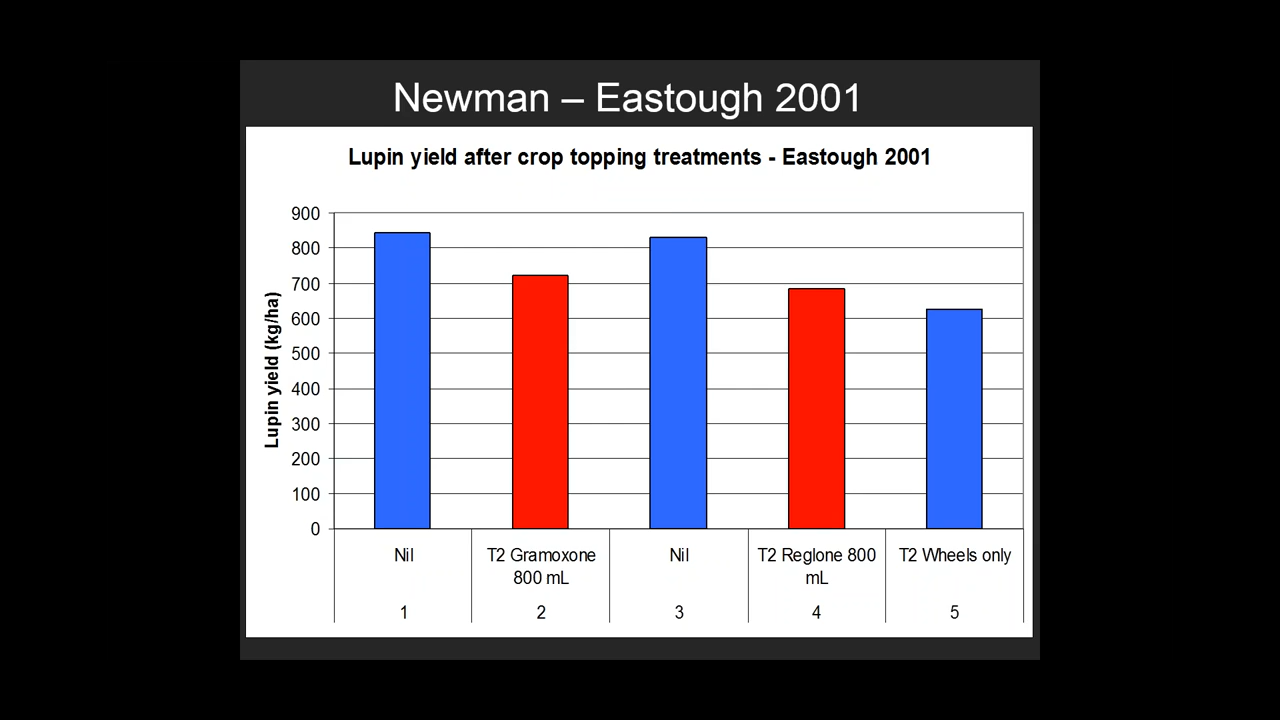 Newman – Eastough 2001
Lupin yield after crop topping treatments - Eastough 2001
Lupin yield (kg/ha)
900
800
700
600
500
400
300
200
100
0
Nil
T2 Gramoxone
800 mL
Nil
T2 Reglone 800
mL
T2 Wheels only
1
2
3
4
5